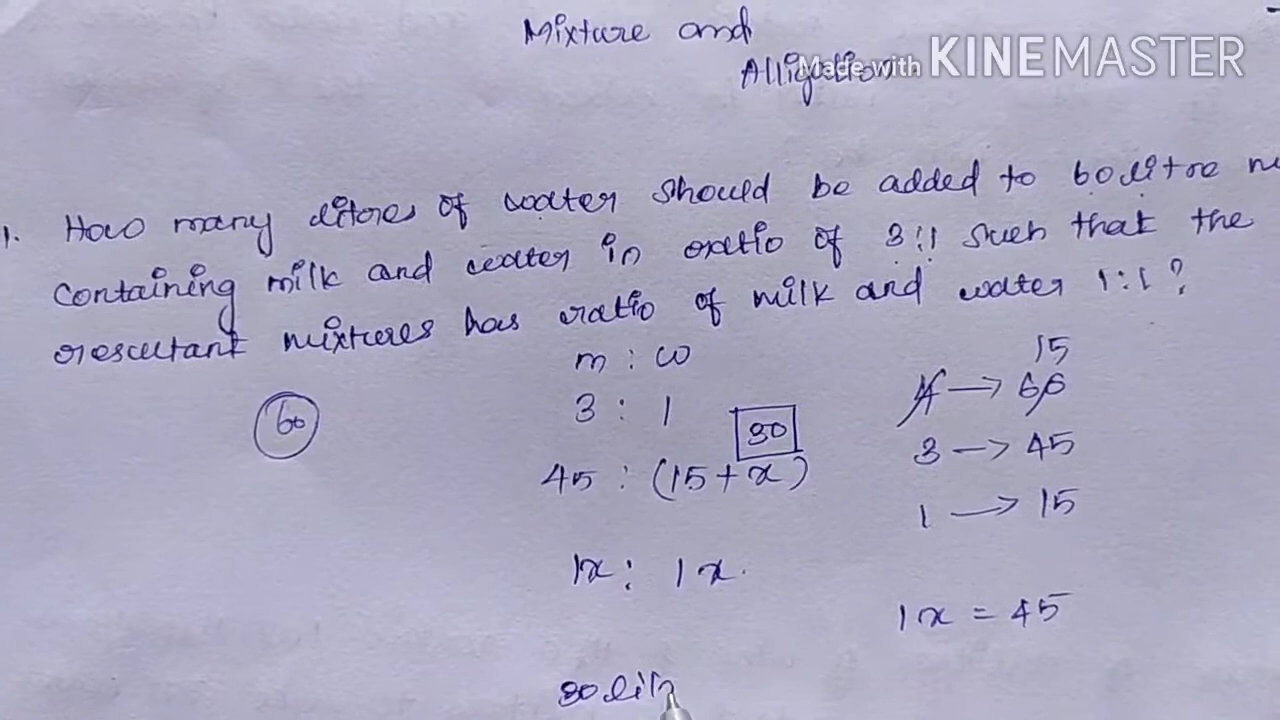 Mixture and
Alligation
Made with KINEMASTER
1. How many litres of water should be added to 60 litre
containing milk and water in ratio of 3:1 such that the
resultant mixtures has ratio of milk and water 1:1?
m : w
15
4 → 60
3 : 1
30
60
3 → 45
45 : (15+x)
1 → 15
1x : 1x.
1x = 45
30 lit